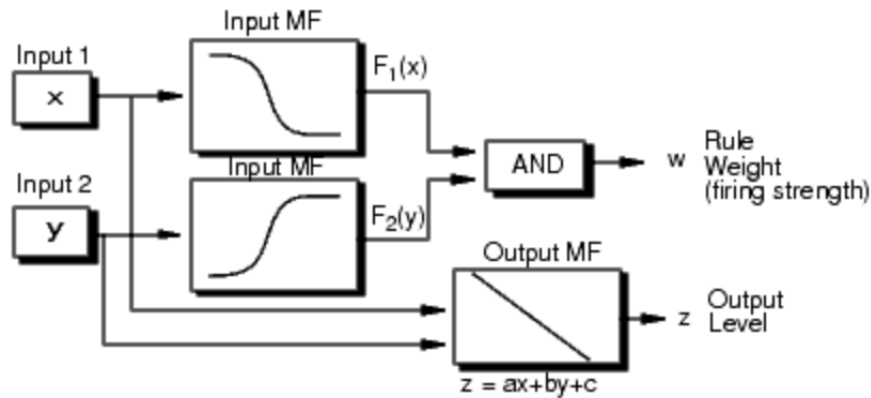 Input MF
Input 1
x
F1(x)
Input MF
Input 2
y
F2(y)
AND
w
Rule
Weight
(firing strength)
Output MF
z
Output
Level
z = ax+by+c